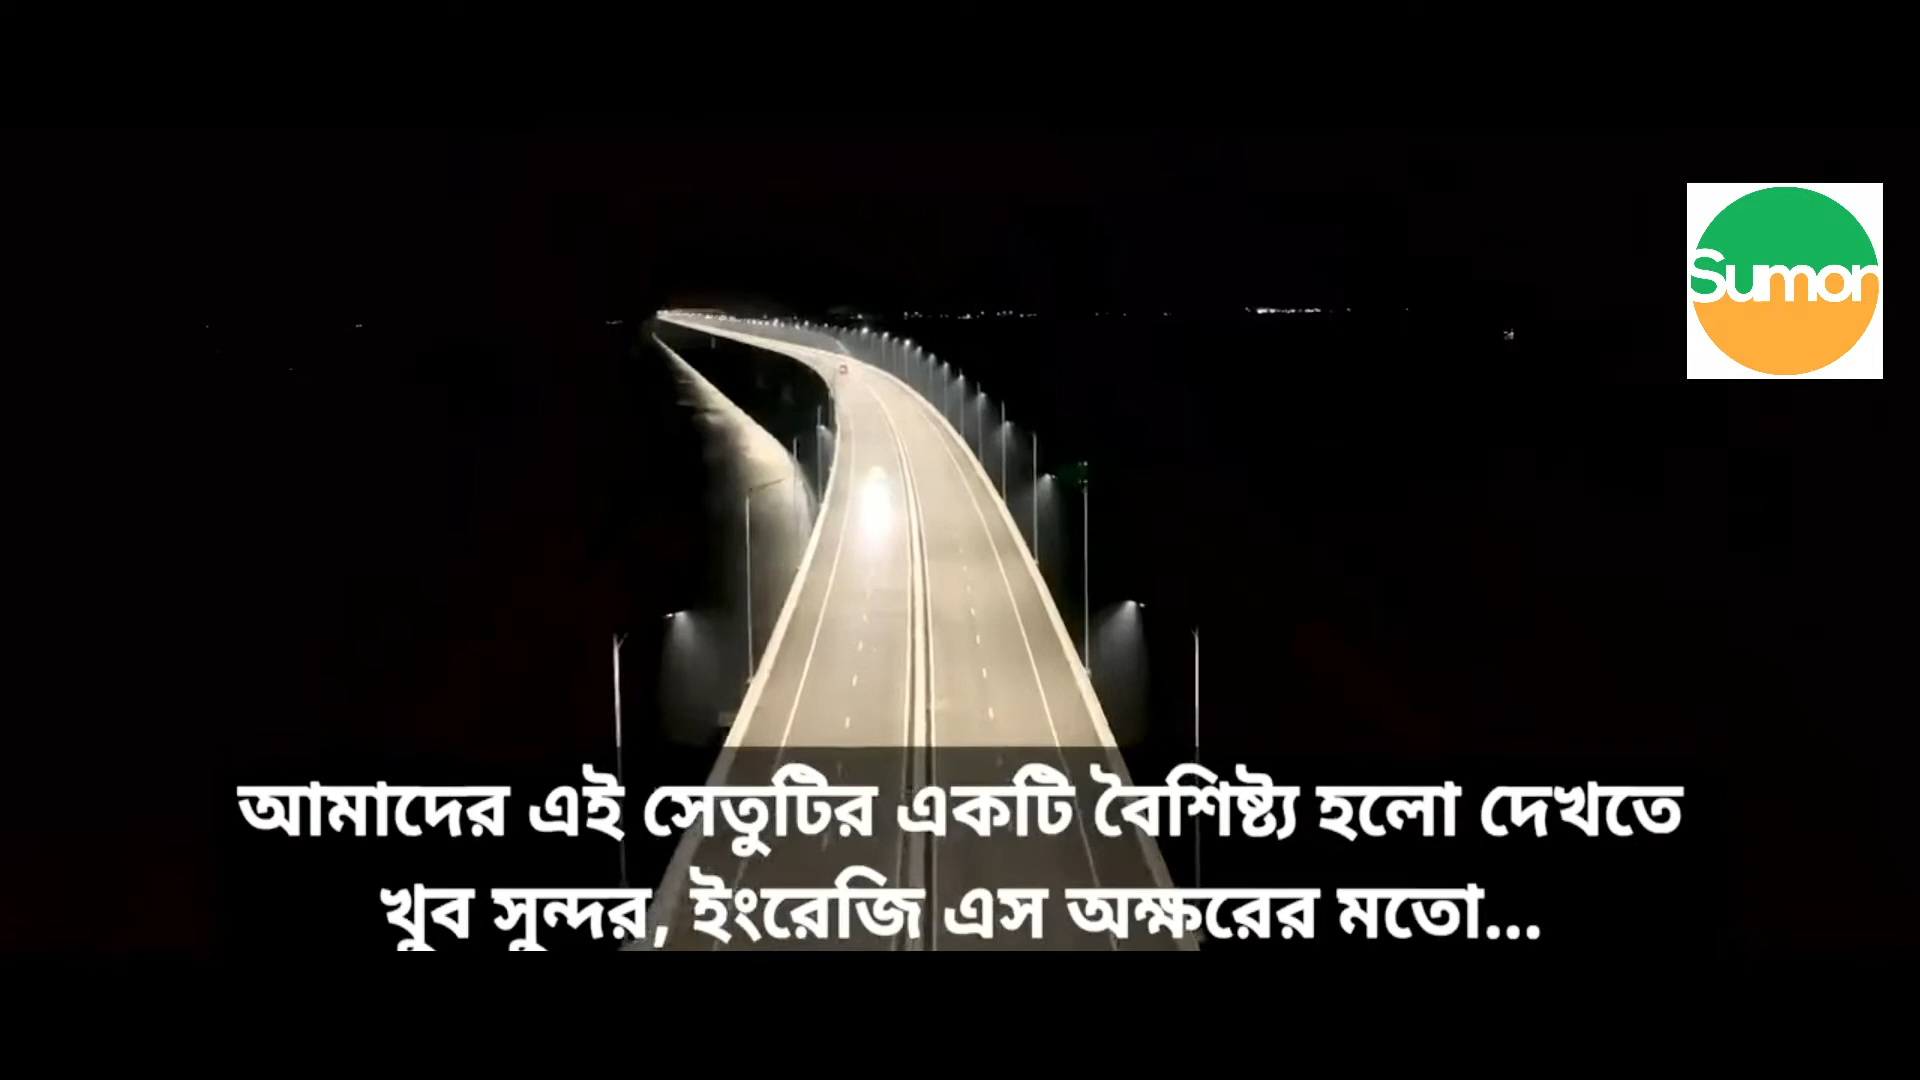 Sumon
আমাদের এই সেতুটির একটি বৈশিষ্ট্য হলো দেখতে
খুব সুন্দর, ইংরেজি এস অক্ষরের মতো...